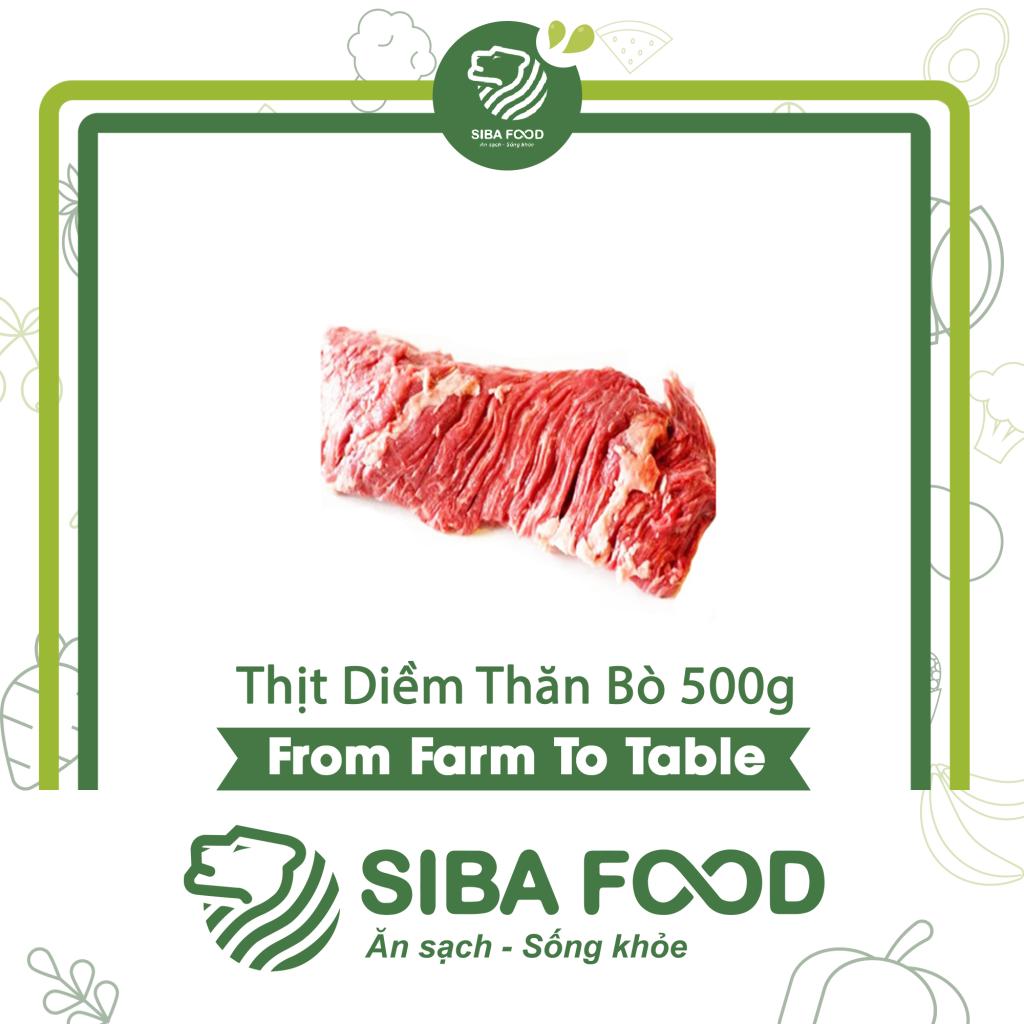 SIBA FOOD
Ăn sạch - Sống khỏe
Thịt Diềm Thăn Bò 500g
From Farm To Table
SIBA FOOD
Ăn sạch - Sống khỏe